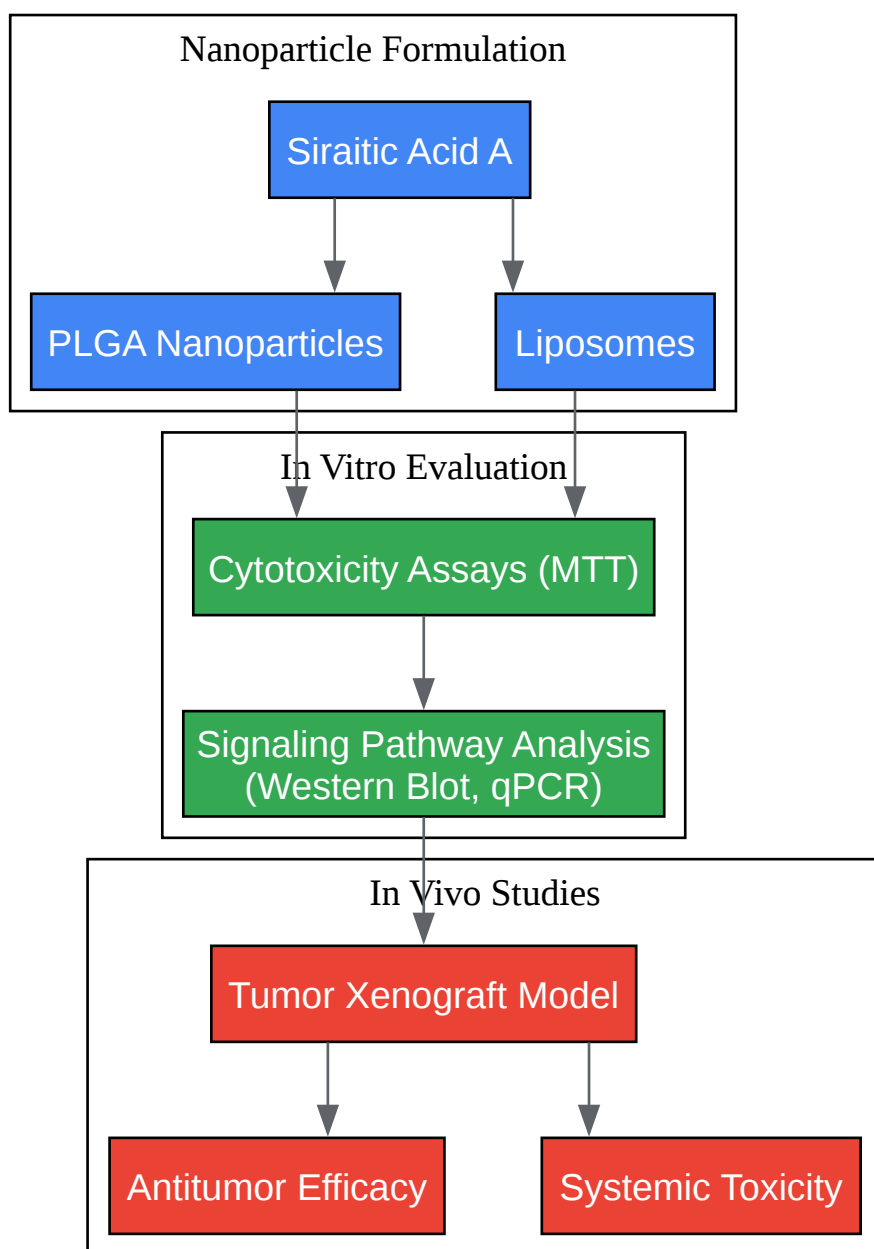 Nanoparticle Formulation
Siraitic Acid A
PLGA Nanoparticles
Liposomes
In Vitro Evaluation
Cytotoxicity Assays (MTT)
Signaling Pathway Analysis
(Western Blot, qPCR)
In Vivo Studies
Tumor Xenograft Model
Antitumor Efficacy
Systemic Toxicity